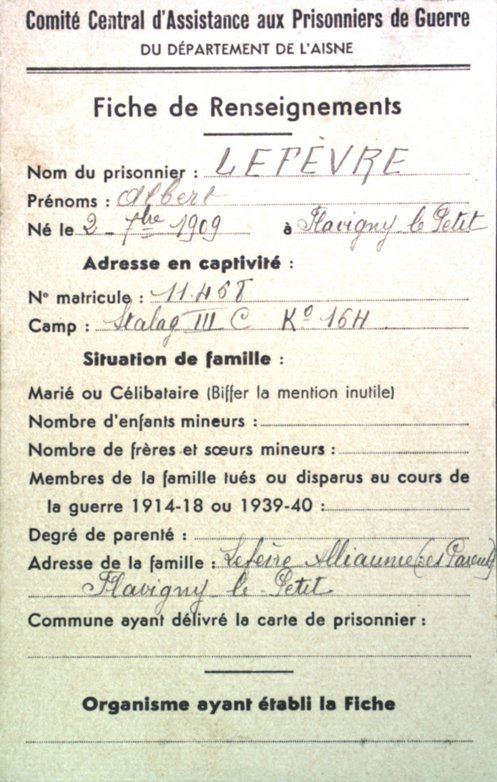 Comité Central d'Assistance aux Prisonniers de Guerre
DU DÉPARTEMENT DE L'AISNE
Fiche de Renseignements
Nom du prisonnier : LEFÈVRE
Prénoms : Albert
Né le 2 7bre 1909 à Flavigny le Petit
Adresse en captivité :
N° matricule : 11.468
Camp : Stalag III C K° 164
Situation de famille :
Marié ou Célibataire (Biffer la mention inutile)
Nombre d'enfants mineurs :
Nombre de frères et sœurs mineurs :
Membres de la famille tués ou disparus au cours de
la guerre 1914-18 ou 1939-40 :
Degré de parenté :
Adresse de la famille : Lefèvre Alliaume (ses Parents)
Flavigny le Petit
Commune ayant délivré la carte de prisonnier :
Organisme ayant établi la Fiche